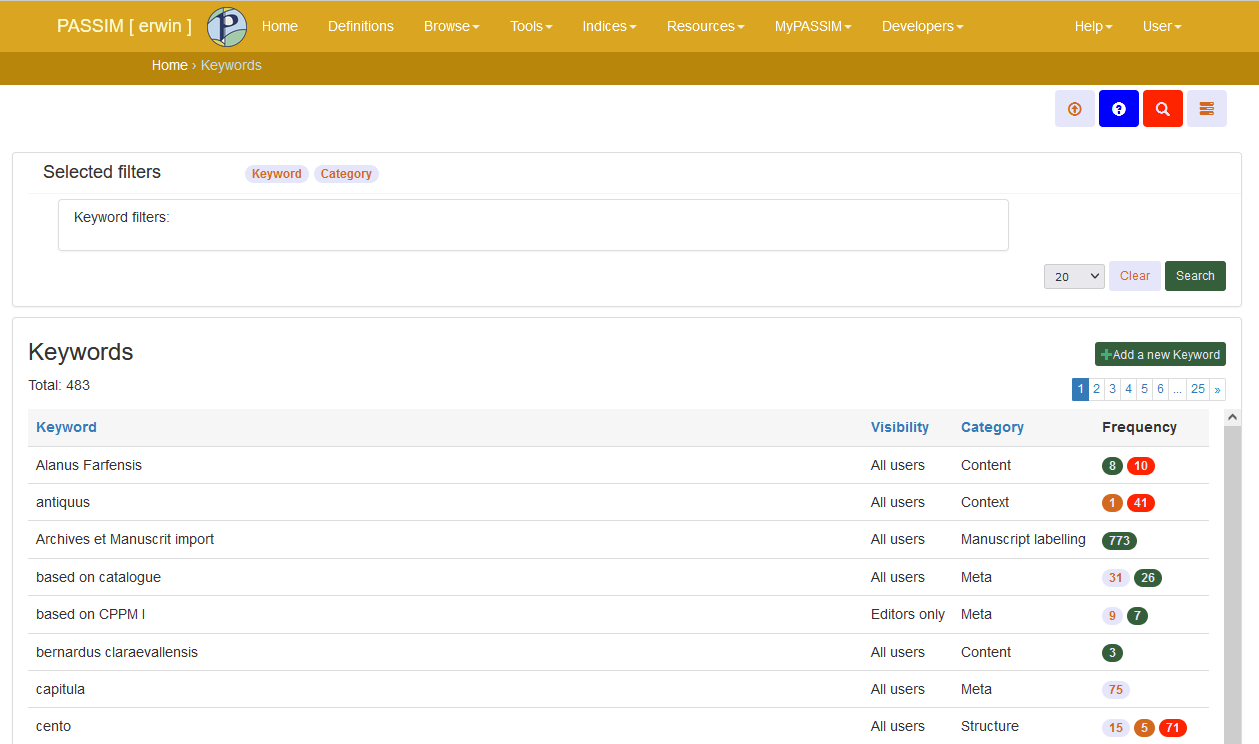 PASSIM [ erwin ] P Home Definitions Browse Tools Indices Resources MyPASSIM Developers Help User
Home › Keywords
Selected filters Keyword Category
Keyword filters:
20 Clear Search
Keywords
+Add a new Keyword
Total: 483
1 2 3 4 5 6 ... 25 »
Keyword Visibility Category Frequency
Alanus Farfensis All users Content 8 10
antiquus All users Context 1 41
Archives et Manuscrit import All users Manuscript labelling 773
based on catalogue All users Meta 31 26
based on CPPM I Editors only Meta 9 7
bernardus claraevallensis All users Content 3
capitula All users Meta 75
cento All users Structure 15 5 71